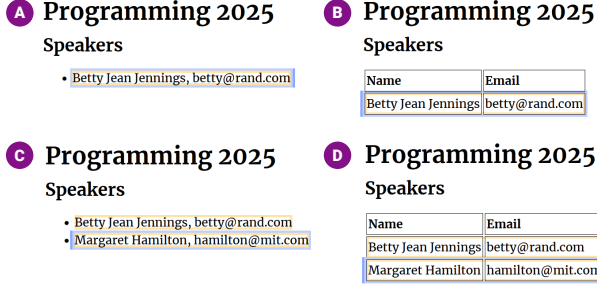 A
Programming 2025
Speakers
• Betty Jean Jennings, betty@rand.com
B
Programming 2025
Speakers
Name Email
Betty Jean Jennings betty@rand.com
C
Programming 2025
Speakers
• Betty Jean Jennings, betty@rand.com
• Margaret Hamilton, hamilton@mit.com
D
Programming 2025
Speakers
Name Email
Betty Jean Jennings betty@rand.com
Margaret Hamilton hamilton@mit.com